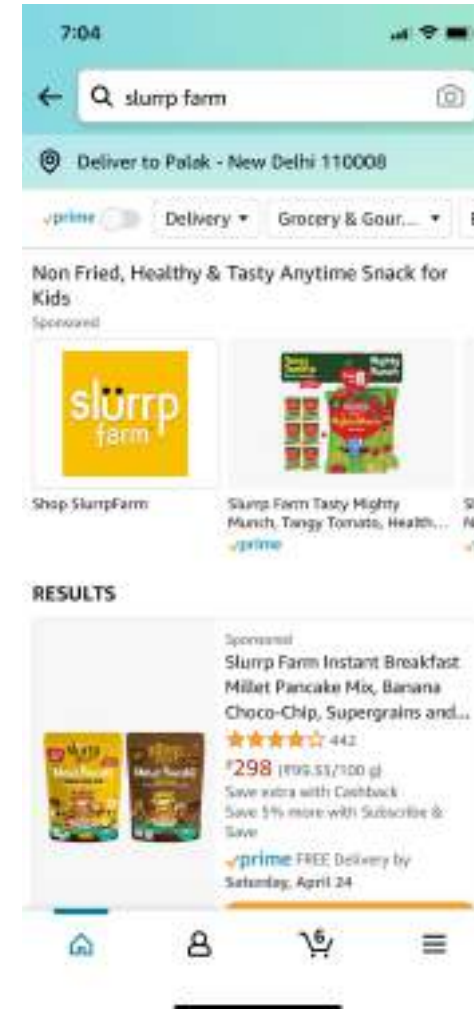 7:04
slurrp farm
Deliver to Palak - New Delhi 110008
prime
Delivery
Grocery & Gour...
Non Fried, Healthy & Tasty Anytime Snack for
Kids
Sponsored
slürrp
farm
Shop SlurrpFarm
Slurrp Farm Tasty Mighty
Munch, Tangy Tomato, Health...
prime
RESULTS
Sponsored
Slurrp Farm Instant Breakfast
Millet Pancake Mix, Banana
Choco-Chip, Supergrains and...
442
₹298
Save extra with Cashback
Save 5% more with Subscribe &
Save
prime FREE Delivery by
Saturday, April 24
6